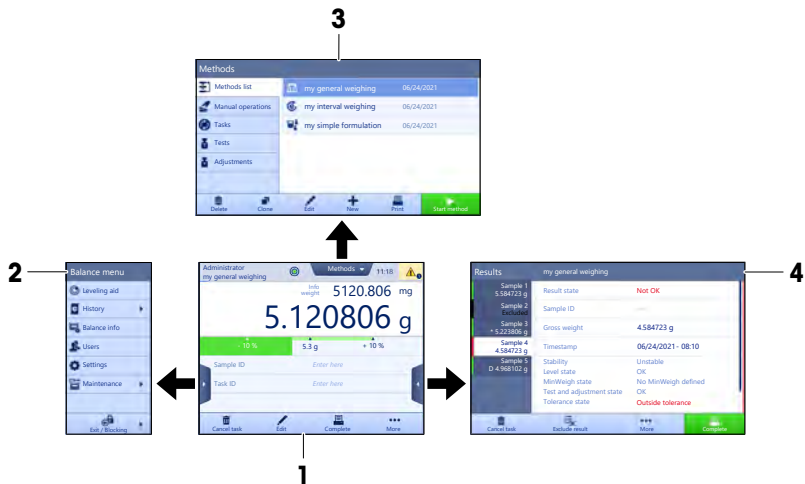 3
Methods
Methods list
my general weighing 06/24/2021
Manual operations
my interval weighing 06/24/2021
Tasks
my simple formulation 06/24/2021
Tests
Adjustments
Delete Clone Edit New Print Start method
2
Balance menu
Leveling aid
History
Balance info
Users
Settings
Maintenance
Exit / Blocking
Administrator
my general weighing
Methods 11:18
Info
weight 5120.806 mg
5.120806 g
- 10 % 5.3 g + 10 %
Sample ID Enter here
Task ID Enter here
Cancel task Edit Complete More
1
4
Results my general weighing
Sample 1
5.584723 g
Sample 2
Excluded
Sample 3
* 5.223806 g
Sample 4
4.584723 g
Sample 5
D 4.968102 g
Result state Not OK
Sample ID ---
Gross weight 4.584723 g
Timestamp 06/24/2021 - 08:10
Stability Unstable
Level state OK
MinWeigh state No MinWeigh defined
Test and adjustment state OK
Tolerance state Outside tolerance
Cancel task Exclude result More Complete